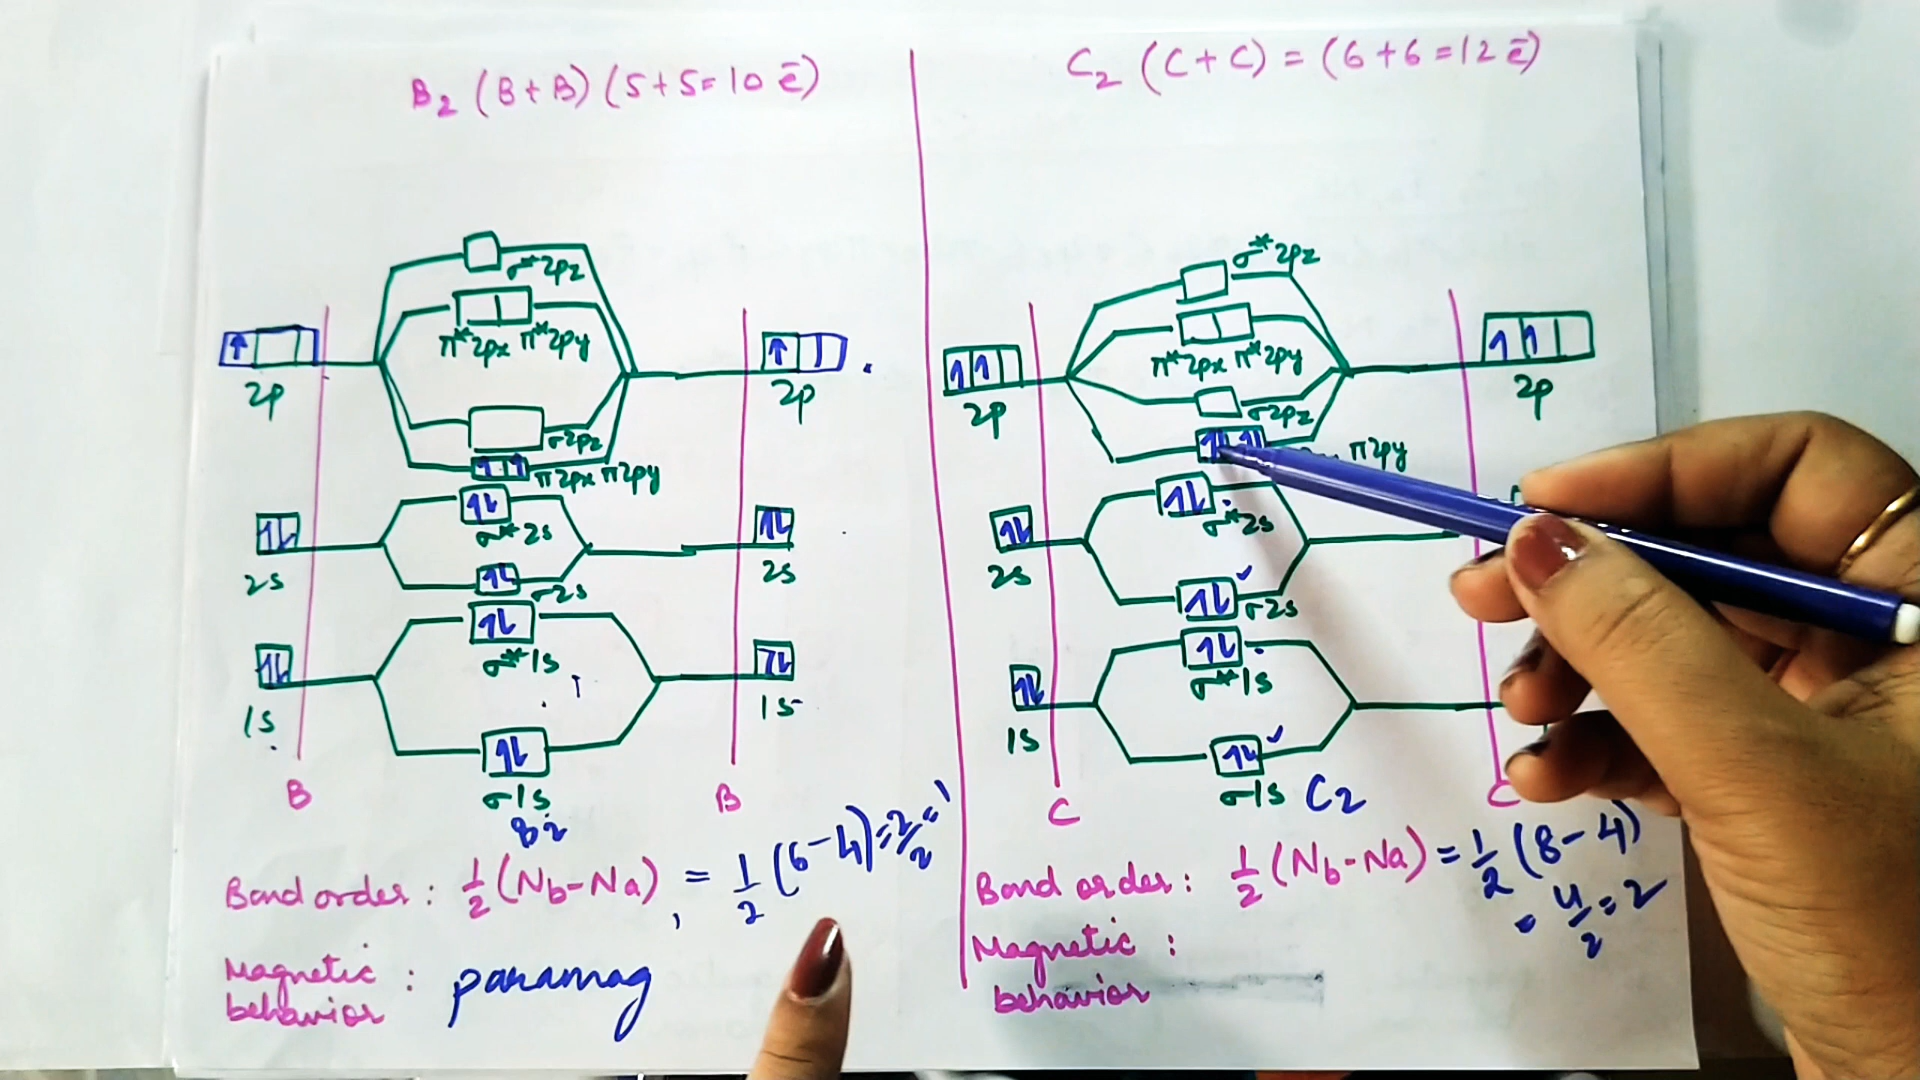 B₂ (B+B) (5+5=10 ē)
σ*2pz
π*2px π*2py
2p
2p
σ2pz
π2px π2py
σ*2s
2s
2s
σ2s
σ*1s
1s
1s
σ1s
B
B
B2
Bond order: 1/2 (Nb-Na) = 1/2 (6-4) = 2/2 = 1
Magnetic behavior : paramag
C₂ (C+C) = (6+6=12 ē)
σ*2pz
π*2px π*2py
2p
2p
σ2pz
π2py
σ*2s
2s
σ2s
σ*1s
1s
σ1s
C2
C
C
Bond order: 1/2 (Nb-Na) = 1/2 (8-4)
= 4/2 = 2
Magnetic :
behavior